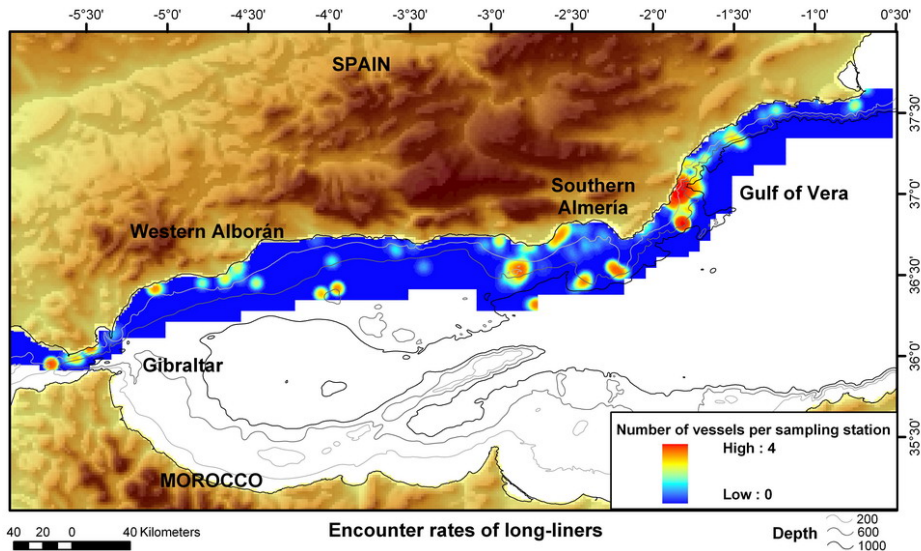 -5°30' -5°0' -4°30' -4°0' -3°30' -3°0' -2°30' -2°0' -1°30' -1°0' 0°30'
SPAIN
37°30'
Southern
Almería
37°0'
Gulf of Vera
Western Alborán
36°30'
Gibraltar
36°0'
Number of vessels per sampling station
High : 4
Low : 0
35°30'
MOROCCO
40 20 0 40 Kilometers
Encounter rates of long-liners
Depth
200
600
1000